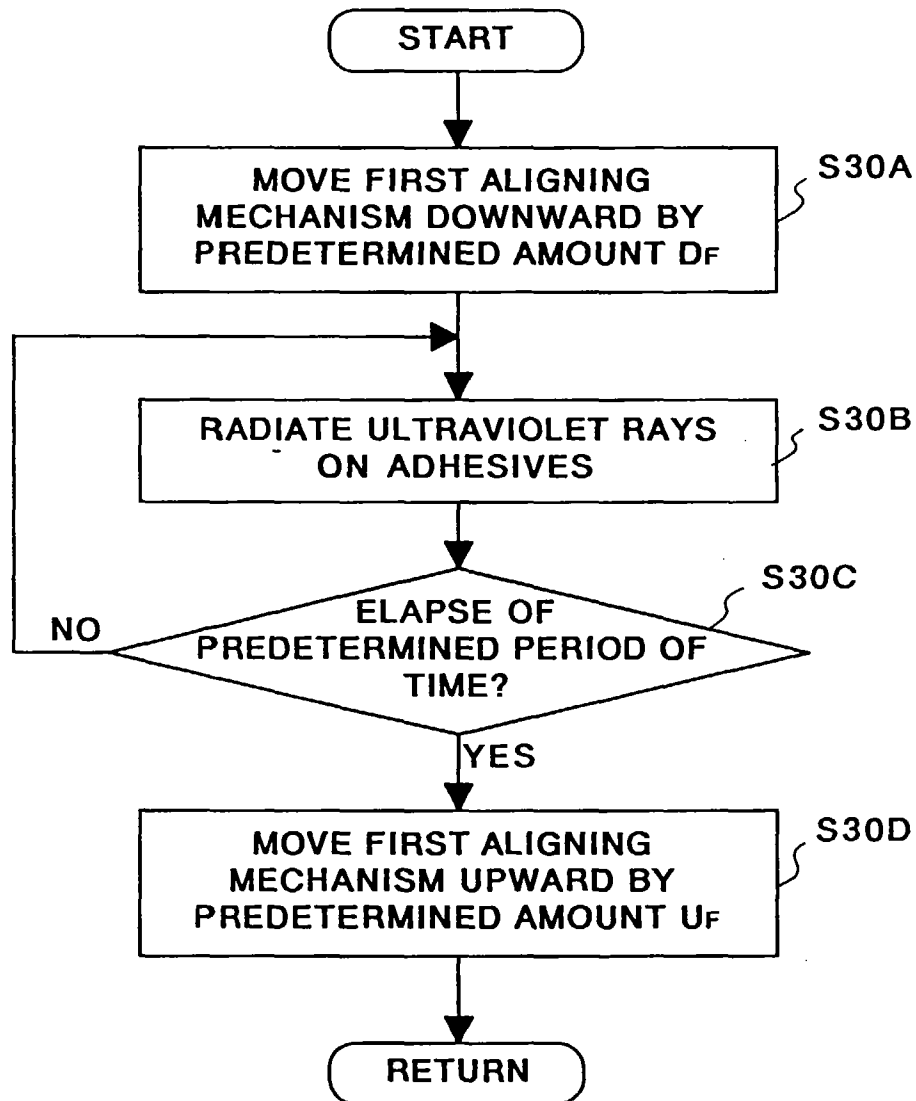 START
MOVE FIRST ALIGNING
MECHANISM DOWNWARD BY
PREDETERMINED AMOUNT DF
S30A
RADIATE ULTRAVIOLET RAYS
ON ADHESIVES
S30B
ELAPSE OF
PREDETERMINED PERIOD OF
TIME?
S30C
NO
YES
MOVE FIRST ALIGNING
MECHANISM UPWARD BY
PREDETERMINED AMOUNT UF
S30D
RETURN